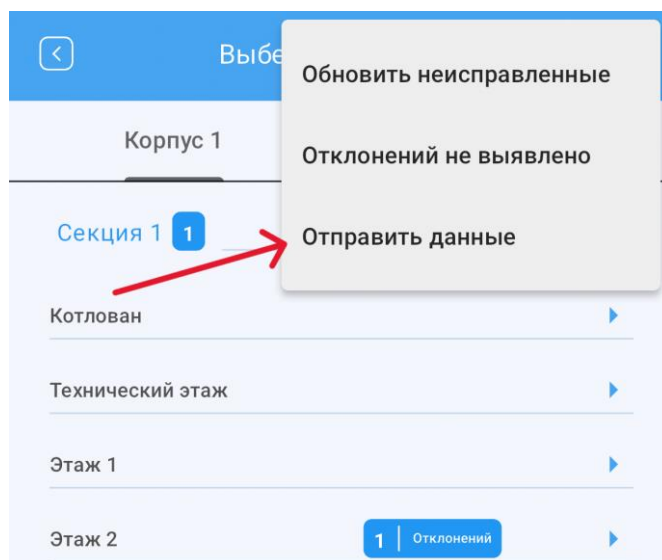 Выбе
Обновить неисправленные
Корпус 1
Отклонений не выявлено
Секция 1 1
Отправить данные
Котлован
Технический этаж
Этаж 1
Этаж 2 1 Отклонений